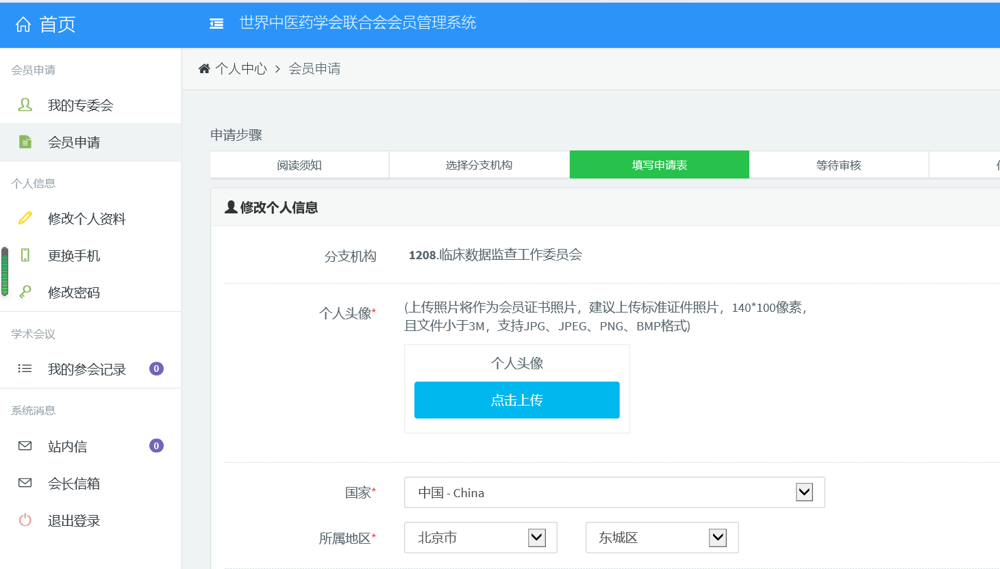 首页
世界中医药学会联合会会员管理系统
会员申请
我的专委会
会员申请
个人信息
修改个人资料
更换手机
修改密码
学术会议
我的参会记录 0
系统消息
站内信 0
会长信箱
退出登录
个人中心 > 会员申请
申请步骤
阅读须知 选择分支机构 填写申请表 等待审核
修改个人信息
分支机构 1208.临床数据监查工作委员会
个人头像* (上传照片将作为会员证书照片，建议上传标准证件照片，140*100像素，
且文件小于3M，支持JPG、JPEG、PNG、BMP格式)
个人头像
点击上传
国家* 中国 - China
所属地区* 北京市 东城区